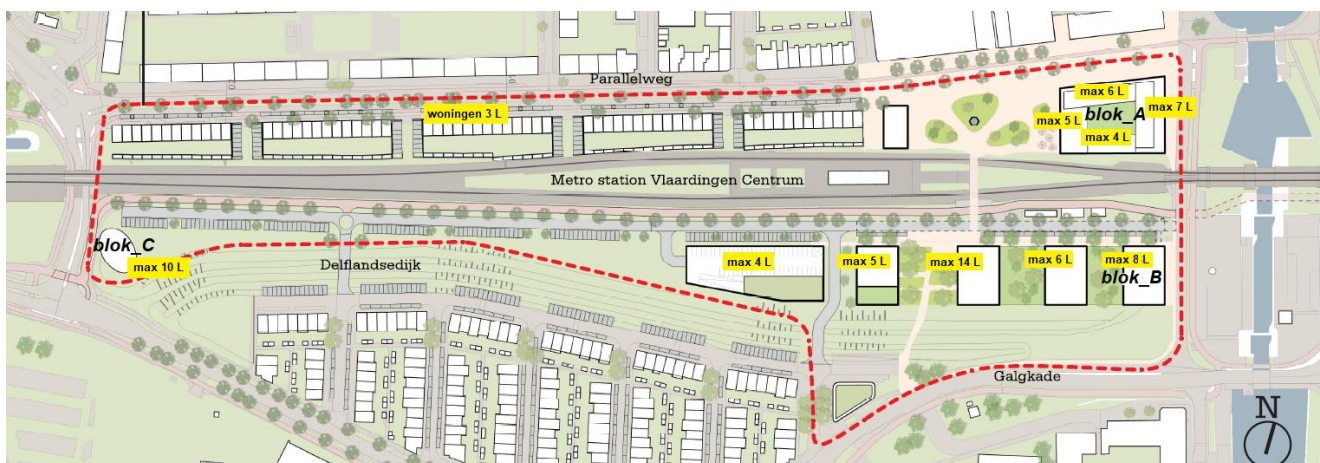 Parallelweg
max 6 L
max 7 L
woningen 3 L
blok_A
max 5 L
max 4 L
Metro station Vlaardingen Centrum
blok_C
max 10 L
Delflandsedijk
max 4 L
max 5 L
max 14 L
max 6 L
max 8 L
blok_B
Galgkade
N